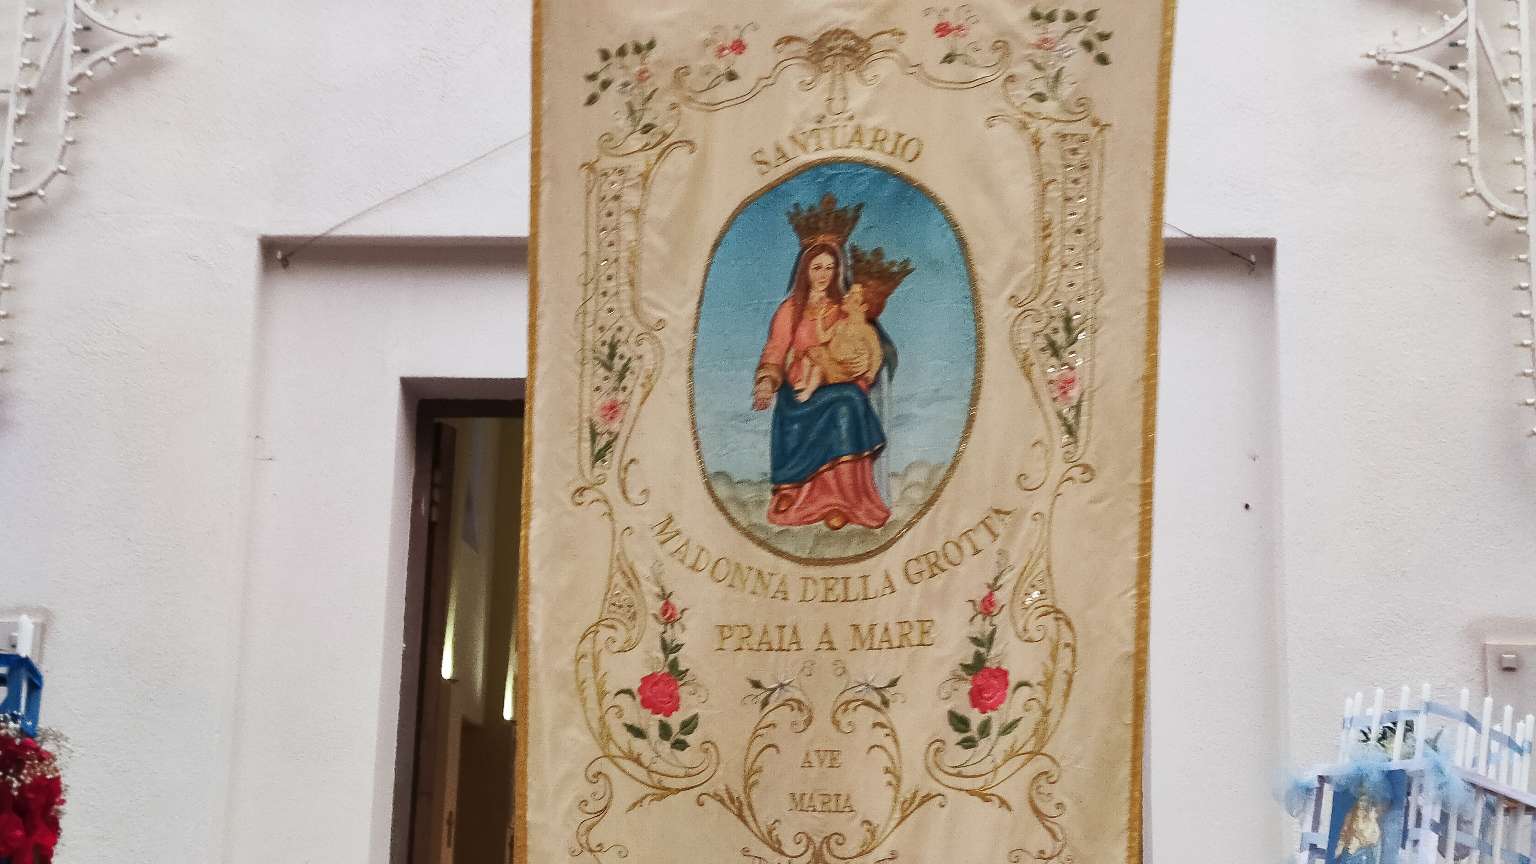 SANTUARIO
MADONNA DELLA GROTTA
PRAIA A MARE
AVE
MARIA